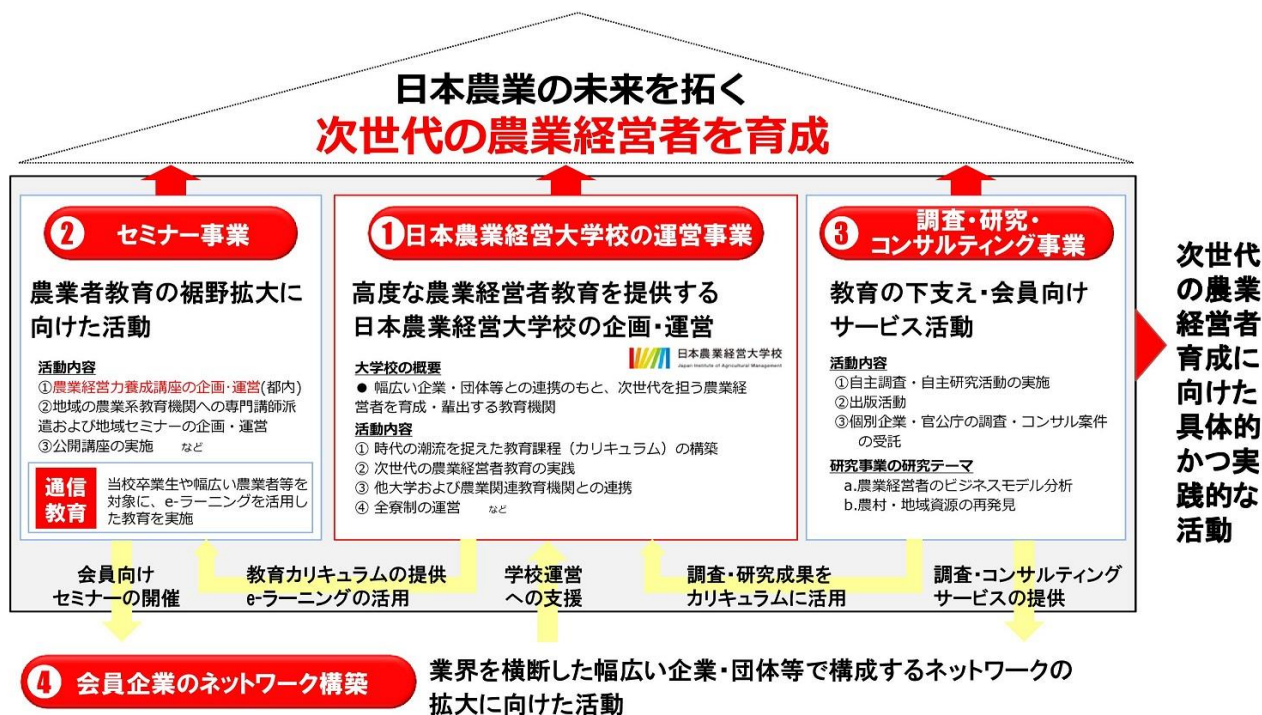 日本農業の未来を拓く
次世代の農業経営者を育成
② セミナー事業
農業者教育の裾野拡大に
向けた活動
活動内容
①農業経営力養成講座の企画・運営(都内)
②地域の農業系教育機関への専門講師派
遣および地域セミナーの企画・運営
③公開講座の実施 など
通信
教育
当校卒業生や幅広い農業者等を
対象に、e-ラーニングを活用し
た教育を実施
①日本農業経営大学校の運営事業
高度な農業経営者教育を提供する
日本農業経営大学校の企画・運営
日本農業経営大学校
Japan Institute of Agricultural Management
大学校の概要
● 幅広い企業・団体等との連携のもと、次世代を担う農業経
営者を育成・輩出する教育機関
活動内容
① 時代の潮流を捉えた教育課程（カリキュラム）の構築
② 次世代の農業経営者教育の実践
③ 他大学および農業関連教育機関との連携
④ 全寮制の運営 など
③ 調査・研究・
コンサルティング事業
教育の下支え・会員向け
サービス活動
活動内容
①自主調査・自主研究活動の実施
②出版活動
③個別企業・官公庁の調査・コンサル案件
の受託
研究事業の研究テーマ
a.農業経営者のビジネスモデル分析
b.農村・地域資源の再発見
次世代
の農業
経営者
育成に
向けた
具体的
かつ実
践的な
活動
会員向け
セミナーの開催
教育カリキュラムの提供
e-ラーニングの活用
学校運営
への支援
調査・研究成果を
カリキュラムに活用
調査・コンサルティング
サービスの提供
④ 会員企業のネットワーク構築
業界を横断した幅広い企業・団体等で構成するネットワークの
拡大に向けた活動